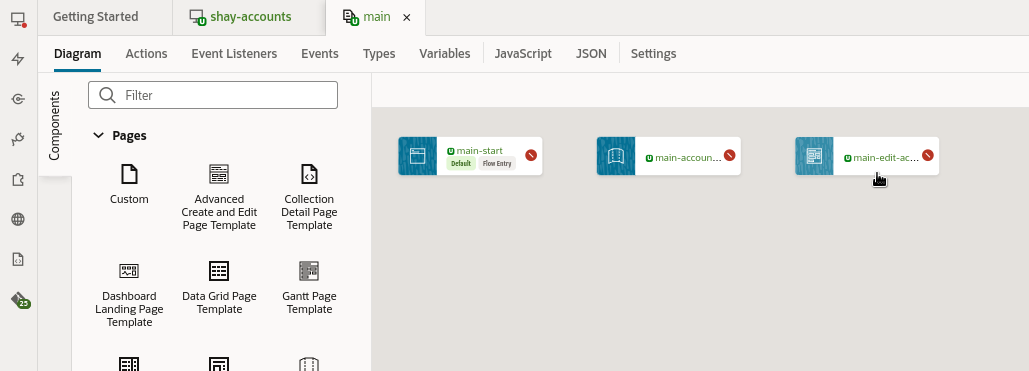 Getting Started
shay-accounts
main
Diagram
Actions
Event Listeners
Events
Types
Variables
JavaScript
JSON
Settings
Components
Filter
Pages
Custom
Advanced
Create and Edit
Page Template
Collection
Detail Page
Template
Dashboard
Landing Page
Template
Data Grid Page
Template
Gantt Page
Template
main-start
Default
Flow Entry
main-accoun...
main-edit-ac...
25